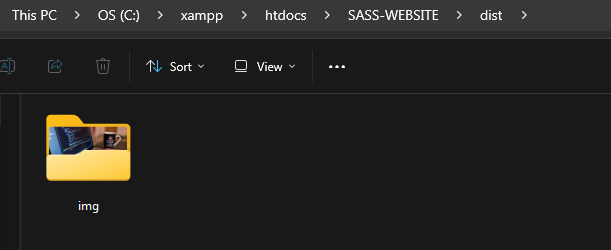 This PC > OS (C:) > xampp > htdocs > SASS-WEBSITE > dist >
Sort View ...
img